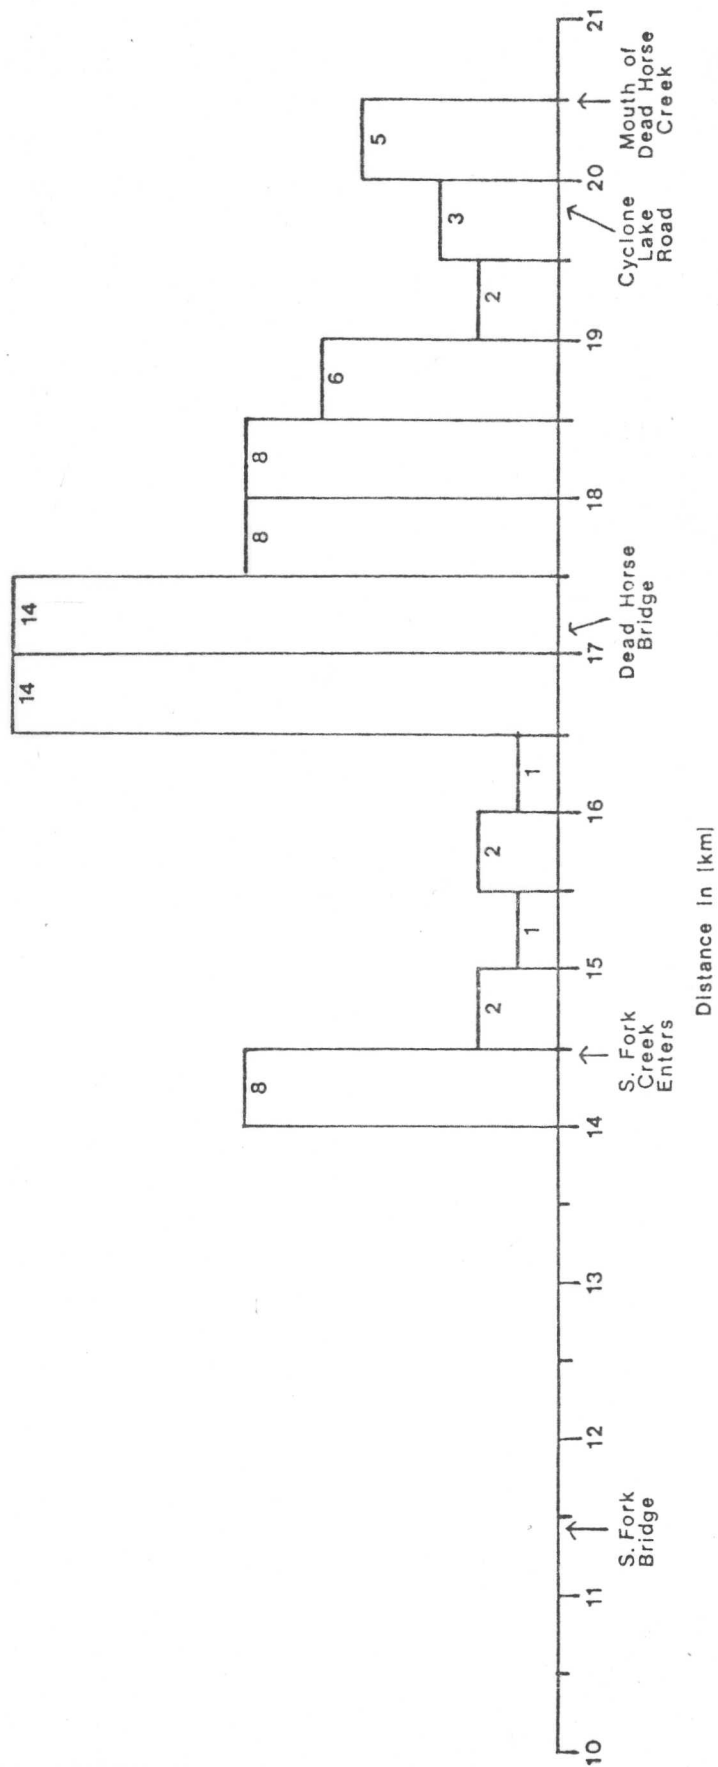 8
2
1
2
1
14
14
8
8
6
2
3
5
10
11
12
13
14
15
16
17
18
19
20
21
S. Fork
Bridge
S. Fork
Creek
Enters
Dead Horse
Bridge
Cyclone
Lake
Road
Mouth of
Dead Horse
Creek
Distance in [km]